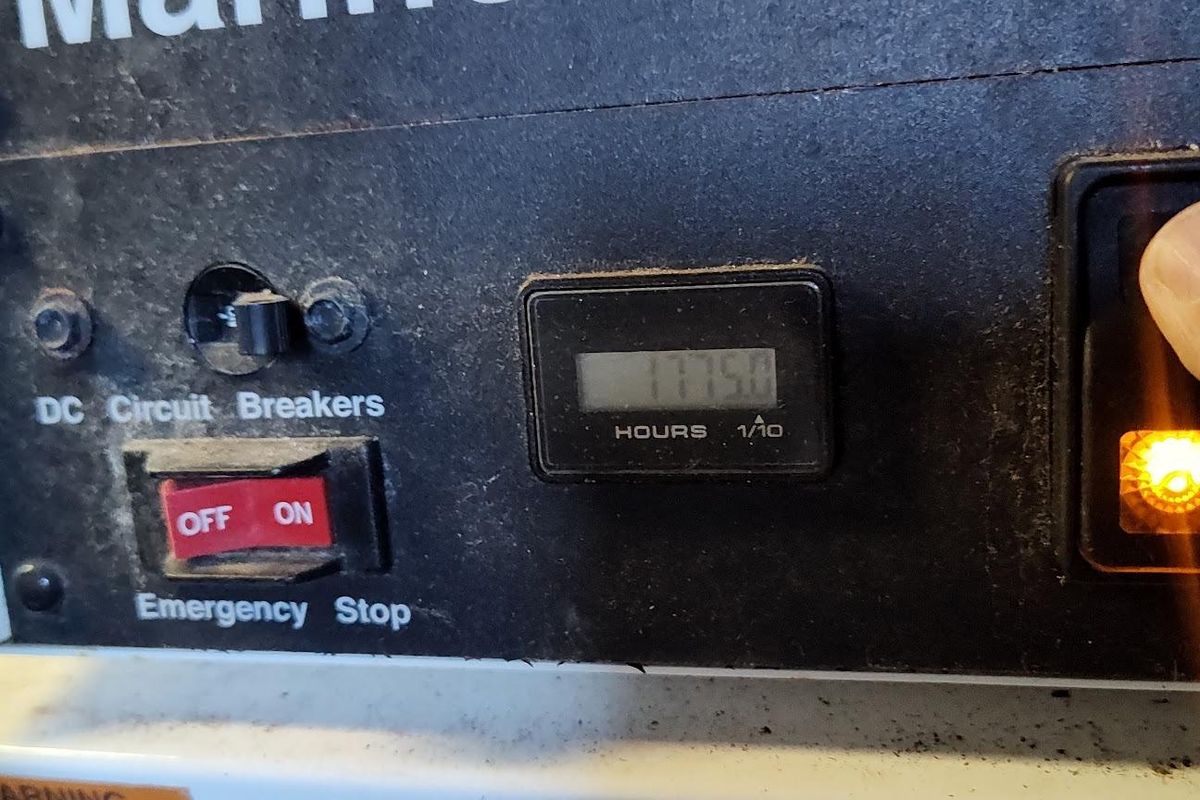 DC Circuit Breakers
1775.0
HOURS 1/10
OFF ON
Emergency Stop